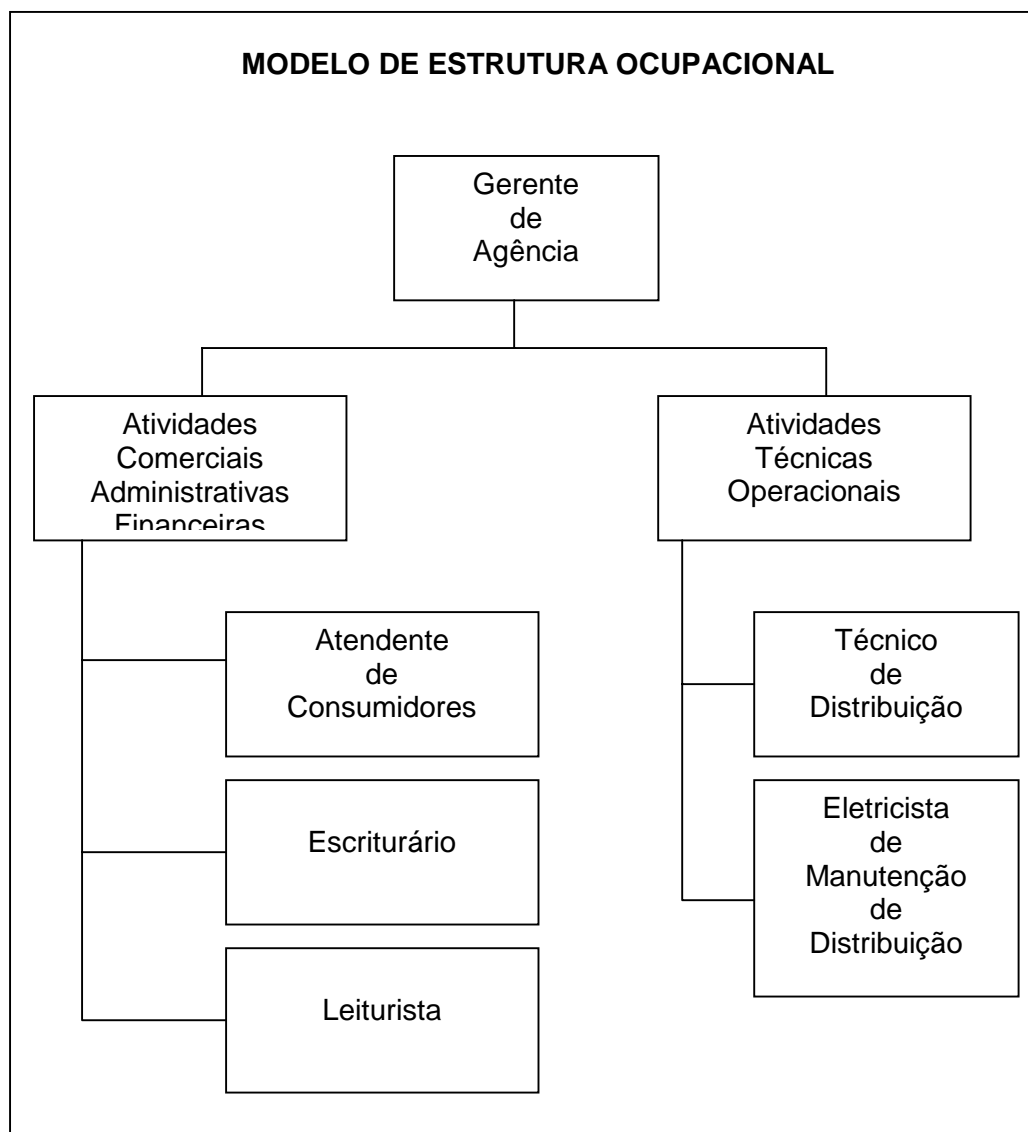 MODELO DE ESTRUTURA OCUPACIONAL
Gerente
de
Agência
Atividades
Comerciais
Administrativas
Financeiras
Atividades
Técnicas
Operacionais
Atendente
de
Consumidores
Escriturário
Leiturista
Técnico
de
Distribuição
Eletricista
de
Manutenção
de
Distribuição